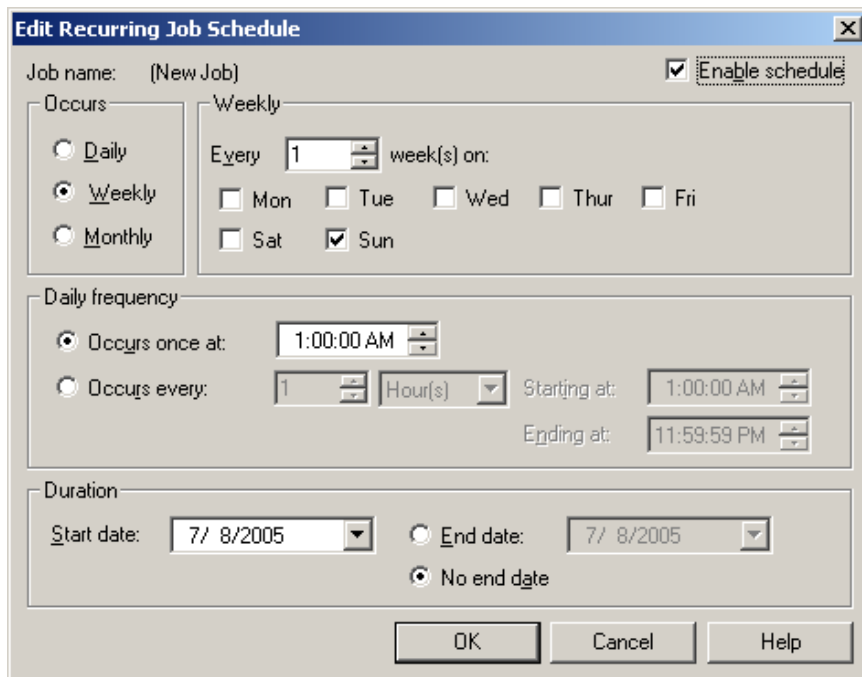 Edit Recurring Job Schedule
Job name: (New Job) Enable schedule
Occurs
Daily
Weekly
Monthly
Weekly
Every 1 week(s) on:
Mon Tue Wed Thur Fri
Sat Sun
Daily frequency
Occurs once at: 1:00:00 AM
Occurs every: 1 Hour(s) Starting at: 1:00:00 AM
Ending at: 11:59:59 PM
Duration
Start date: 7/ 8/2005 End date: 7/ 8/2005
No end date
OK Cancel Help